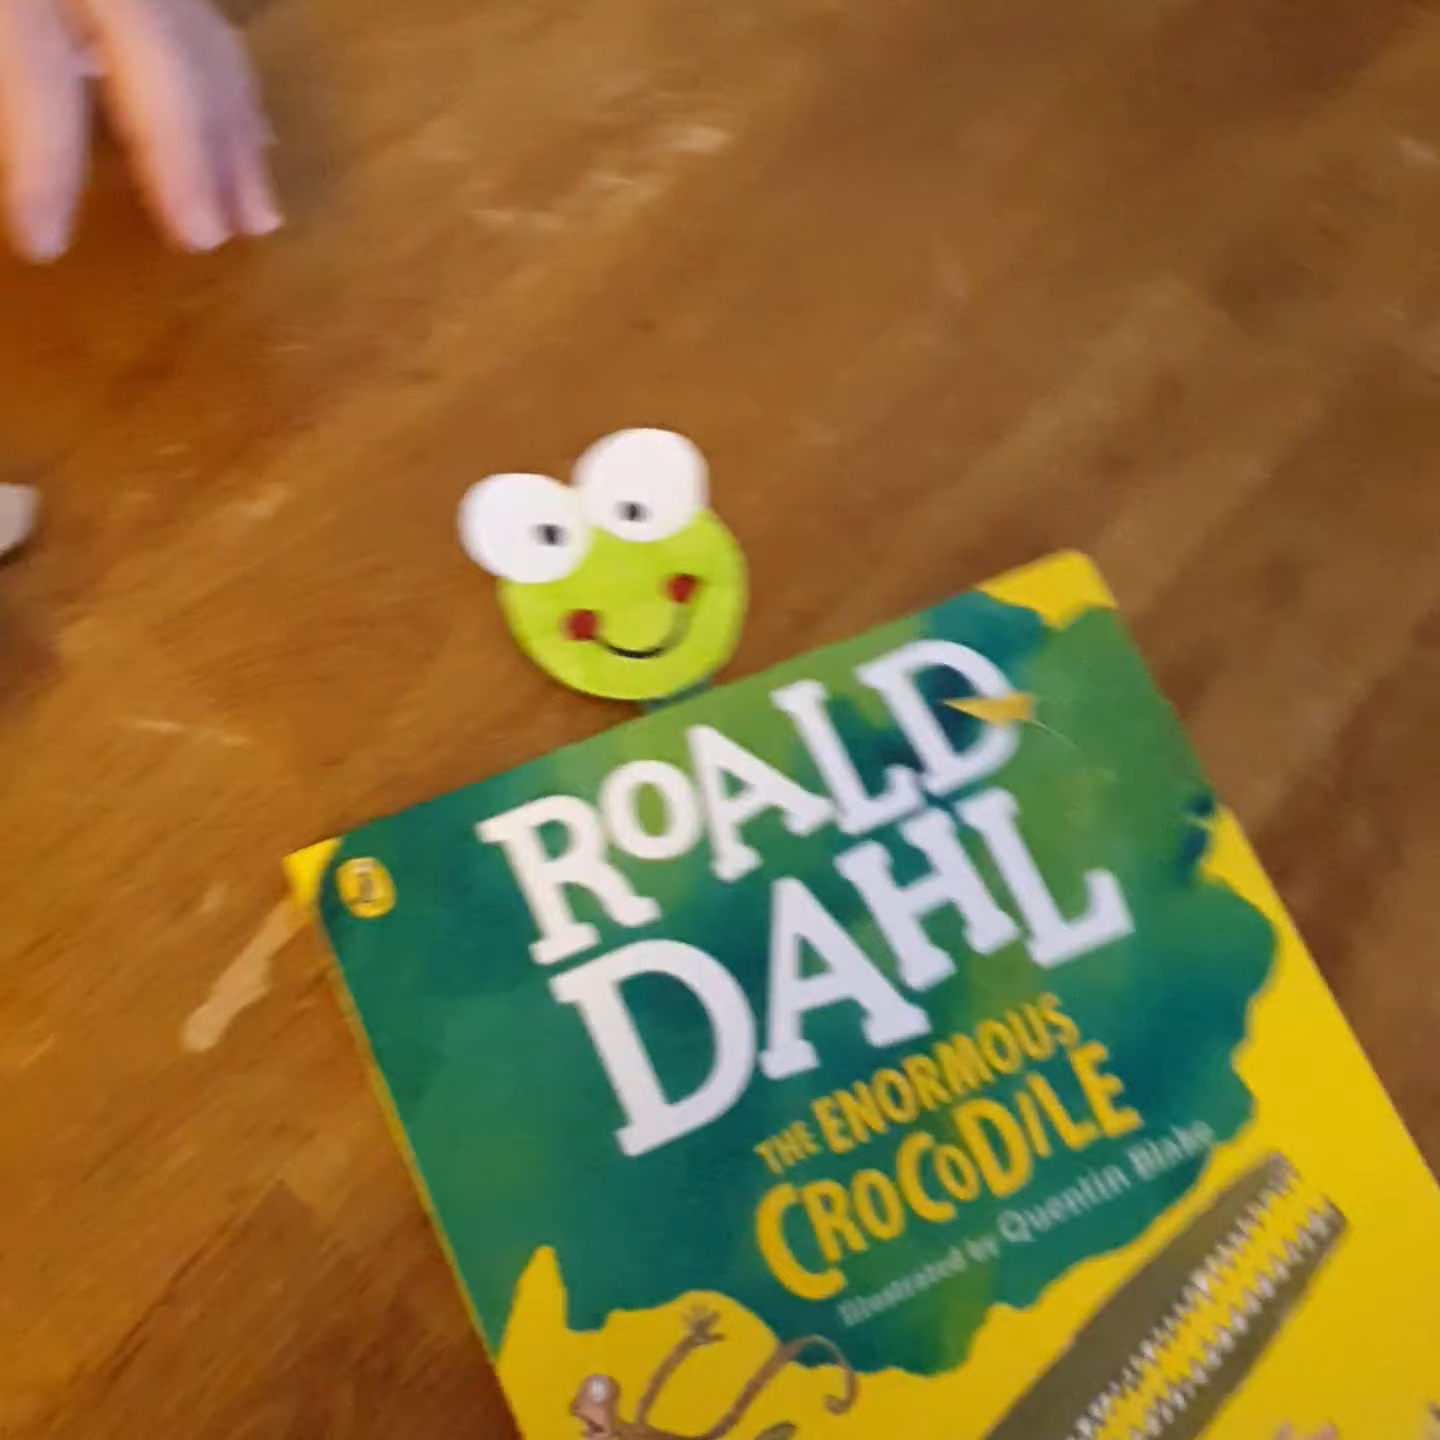 ROALD
DAHL
THE ENORMOUS
CROCODILE
Illustrated by Quentin Blake